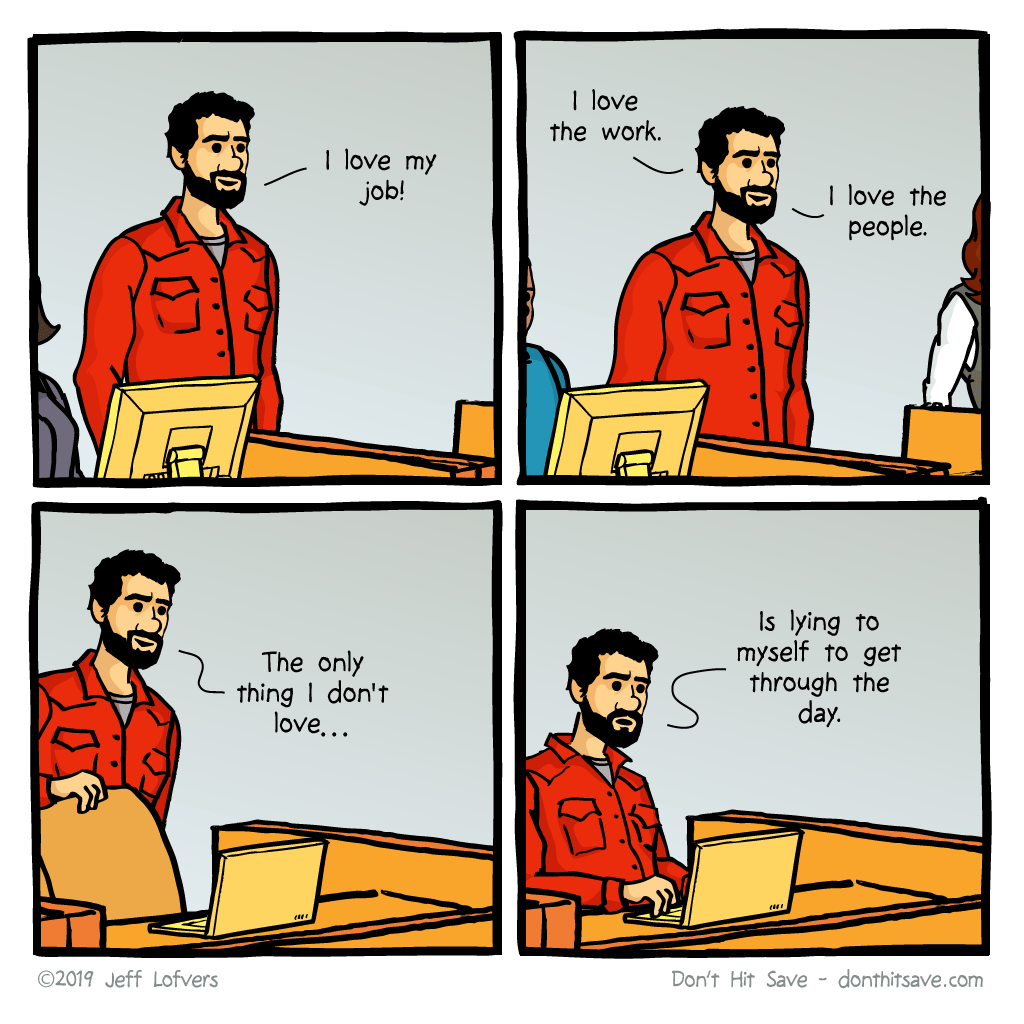 I love my
job!
I love
the work.
I love the
people.
The only
thing I don't
love...
Is lying to
myself to get
through the
day.
©2019 Jeff Lofvers
Don't Hit Save - donthitsave.com